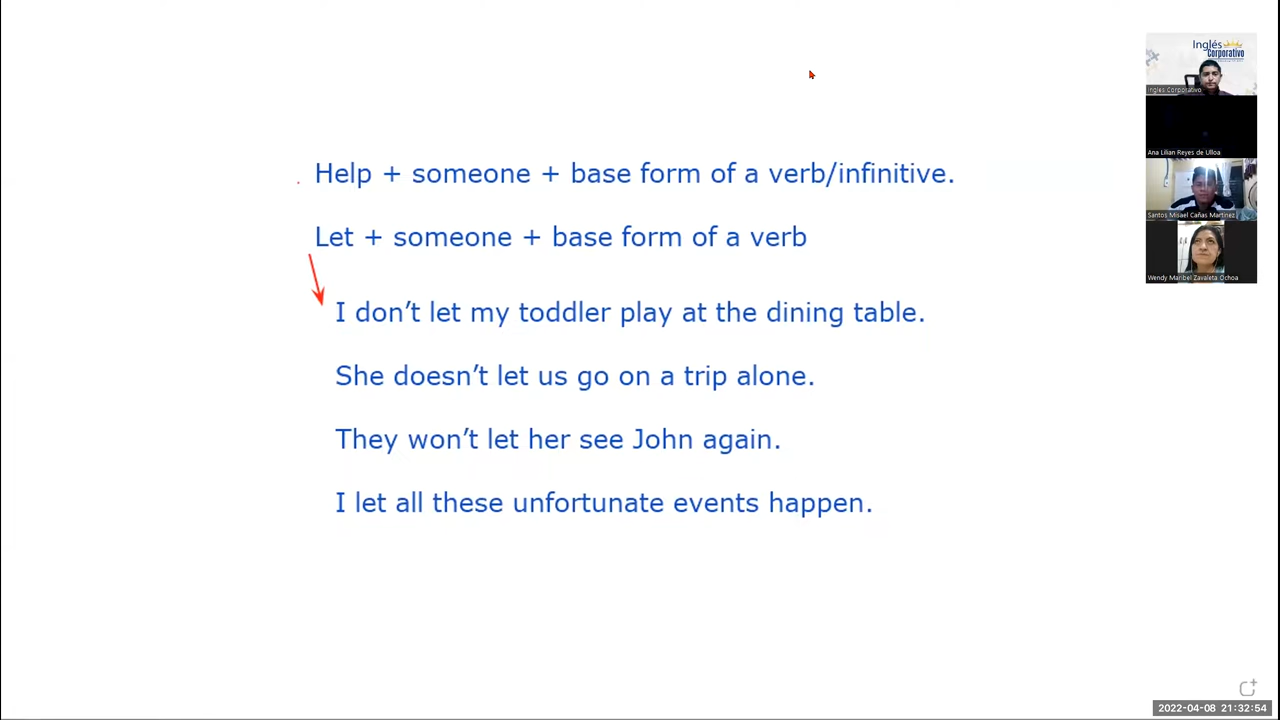 Inglés
Corporativo
Inglés Corporativo
Ana Lilian Reyes de Ulloa
Help + someone + base form of a verb/infinitive.
Santos Misael Cañas Martinez
Let + someone + base form of a verb
Wendy Maribel Zavaleta Ochoa
I don’t let my toddler play at the dining table.
She doesn’t let us go on a trip alone.
They won’t let her see John again.
I let all these unfortunate events happen.
2022-04-08 21:32:54